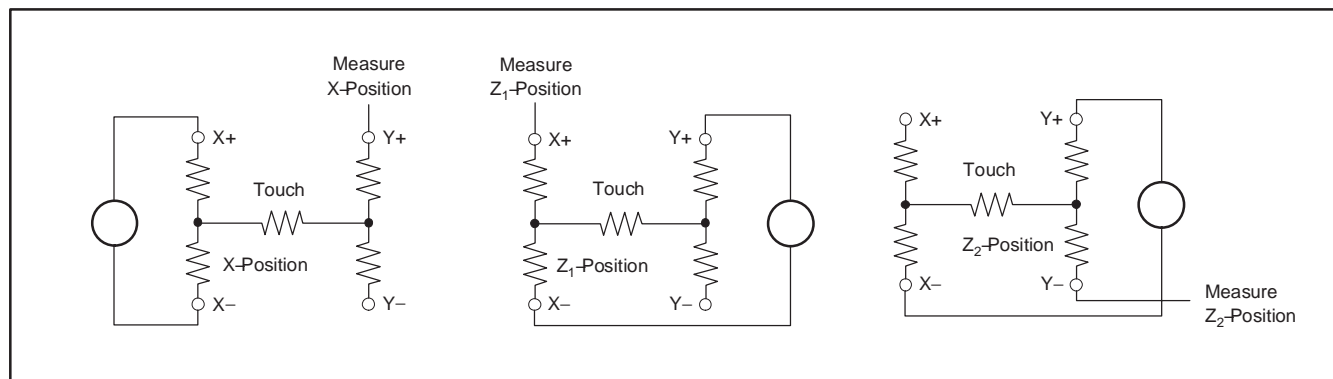 Measure
X–Position
X+
Y+
Touch
X–Position
X–
Y–
Measure
Z₁–Position
X+
Y+
Touch
Z₁–Position
X–
Y–
X+
Y+
Touch
Z₂–Position
X–
Y–
Measure
Z₂–Position